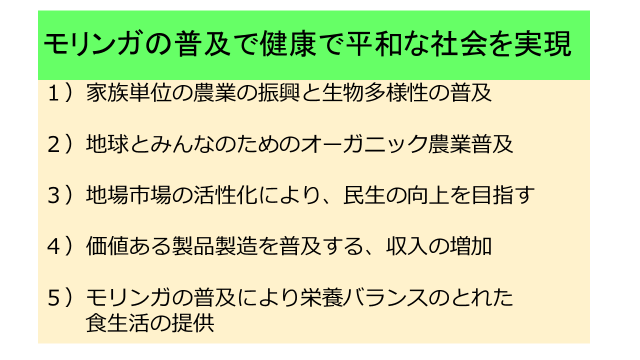 モリンガの普及で健康で平和な社会を実現
１）家族単位の農業の振興と生物多様性の普及
２）地球とみんなのためのオーガニック農業普及
３）地場市場の活性化により、民生の向上を目指す
４）価値ある製品製造を普及する、収入の増加
５）モリンガの普及により栄養バランスのとれた
食生活の提供